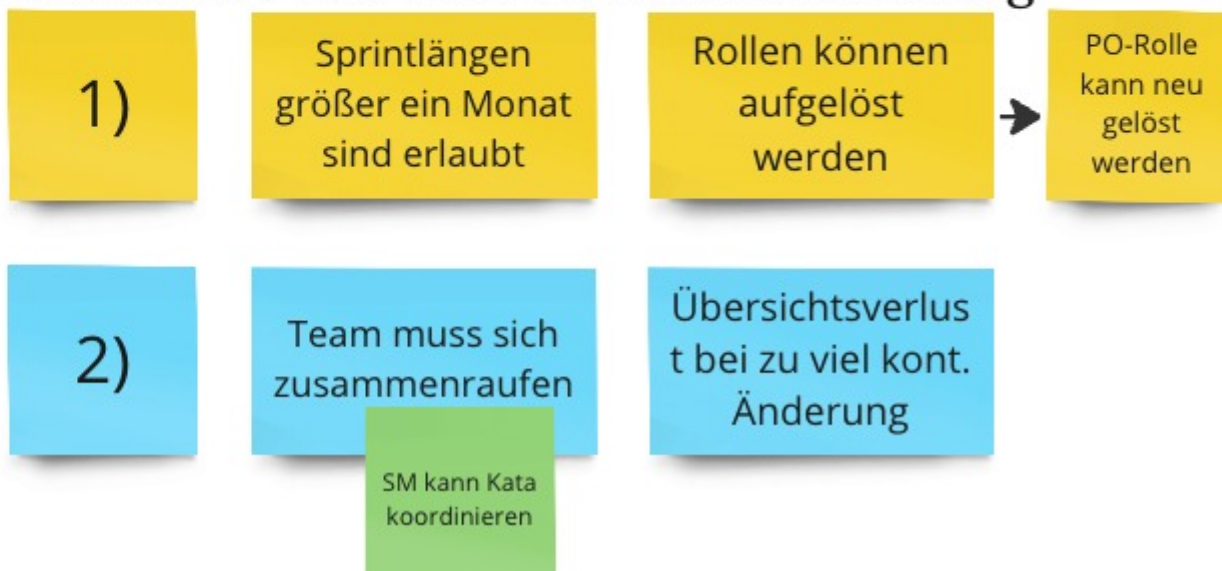 1)
Sprintlängen
größer ein Monat
sind erlaubt
Rollen können
aufgelöst
werden
PO-Rolle
kann neu
gelöst
werden
2)
Team muss sich
zusammenraufen
SM kann Kata
koordinieren
Übersichtsverlus
t bei zu viel kont.
Änderung